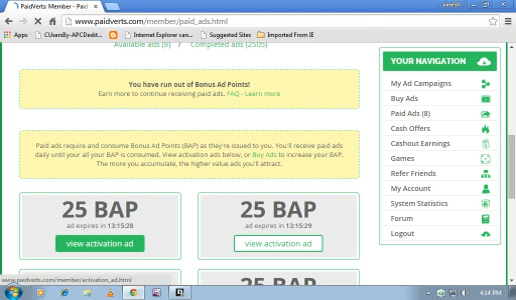 PaidVerts: Member - Paid
www.paidverts.com/member/paid_ads.html
Apps
CUsendly-APCDeskt...
Internet Explorer can...
Suggested Sites
Imported From IE
Available ads (8) / Completed ads (2505)
You have run out of Bonus Ad Points!
Earn more to continue receiving paid ads. FAQ - Learn more
Paid ads require and consume Bonus Ad Points (BAP) as they're issued to you. You'll receive paid
ads daily until your all your BAP is consumed. View activation ads below, or Buy Ads to increase your BAP.
The more you accumulate, the higher value ads you'll attract.
25 BAP
ad expires in 13:15:28
view activation ad
25 BAP
ad expires in 13:15:29
view activation ad
25 BAP
YOUR NAVIGATION
My Ad Campaigns
Buy Ads
Paid Ads (8)
Cash Offers
Cashout Earnings
Games
Refer Friends
My Account
System Statistics
Forum
Logout
www.paidverts.com/member/activation_ad.html
4:34 PM